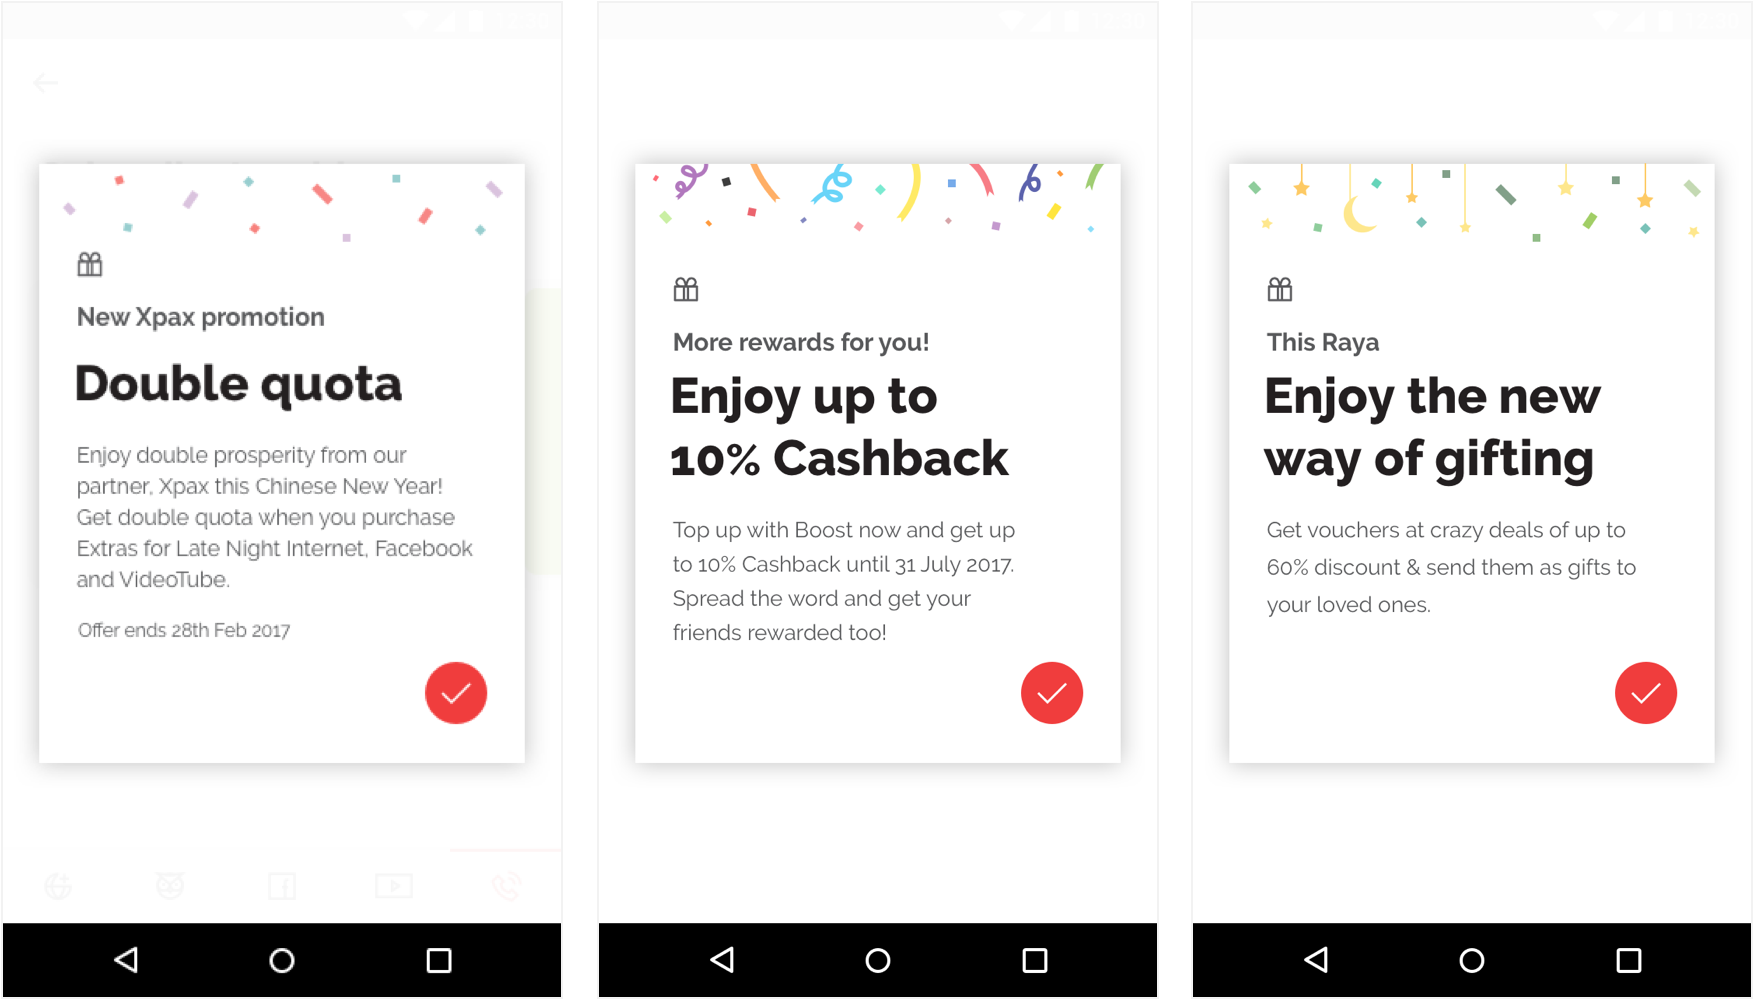 New Xpax promotion
Double quota
Enjoy double prosperity from our
partner, Xpax this Chinese New Year!
Get double quota when you purchase
Extras for Late Night Internet, Facebook
and VideoTube.
Offer ends 28th Feb 2017
More rewards for you!
Enjoy up to
10% Cashback
Top up with Boost now and get up
to 10% Cashback until 31 July 2017.
Spread the word and get your
friends rewarded too!
This Raya
Enjoy the new
way of gifting
Get vouchers at crazy deals of up to
60% discount & send them as gifts to
your loved ones.